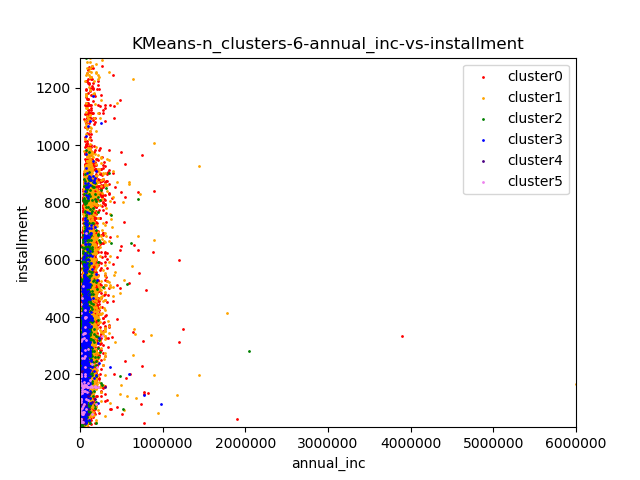 KMeans-n_clusters-6-annual_inc-vs-installment
1200
1000
800
600
400
200
installment
0
1000000
2000000
3000000
4000000
5000000
6000000
annual_inc
cluster0
cluster1
cluster2
cluster3
cluster4
cluster5